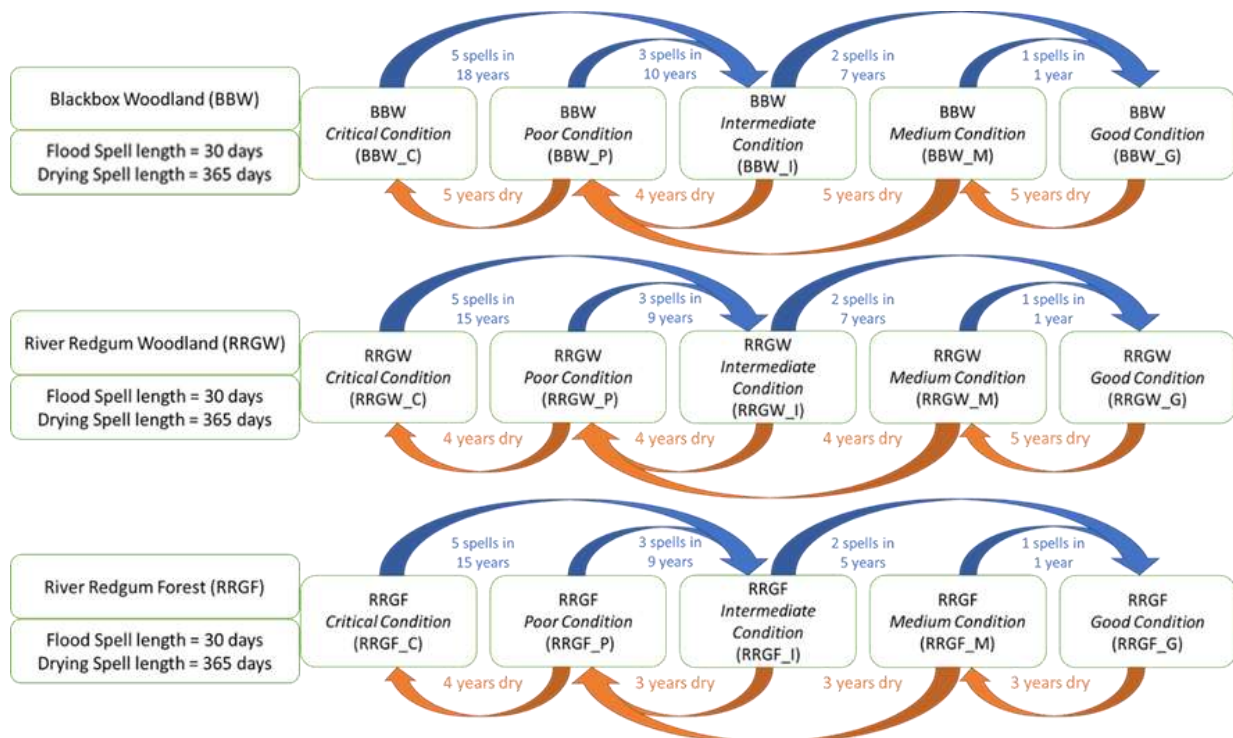 5 spells in
18 years
3 spells in
10 years
2 spells in
7 years
1 spells in
1 year
Blackbox Woodland (BBW)
Flood Spell length = 30 days
Drying Spell length = 365 days
BBW
Critical Condition
(BBW_C)
BBW
Poor Condition
(BBW_P)
BBW
Intermediate
Condition
(BBW_I)
BBW
Medium Condition
(BBW_M)
BBW
Good Condition
(BBW_G)
5 years dry
4 years dry
5 years dry
5 years dry
5 spells in
15 years
3 spells in
9 years
2 spells in
7 years
1 spells in
1 year
River Redgum Woodland (RRGW)
Flood Spell length = 30 days
Drying Spell length = 365 days
RRGW
Critical Condition
(RRGW_C)
RRGW
Poor Condition
(RRGW_P)
RRGW
Intermediate
Condition
(RRGW_I)
RRGW
Medium Condition
(RRGW_M)
RRGW
Good Condition
(RRGW_G)
4 years dry
4 years dry
4 years dry
5 years dry
5 spells in
15 years
3 spells in
9 years
2 spells in
5 years
1 spells in
1 year
River Redgum Forest (RRGF)
Flood Spell length = 30 days
Drying Spell length = 365 days
RRGF
Critical Condition
(RRGF_C)
RRGF
Poor Condition
(RRGF_P)
RRGF
Intermediate
Condition
(RRGF_I)
RRGF
Medium Condition
(RRGF_M)
RRGF
Good Condition
(RRGF_G)
4 years dry
3 years dry
3 years dry
3 years dry